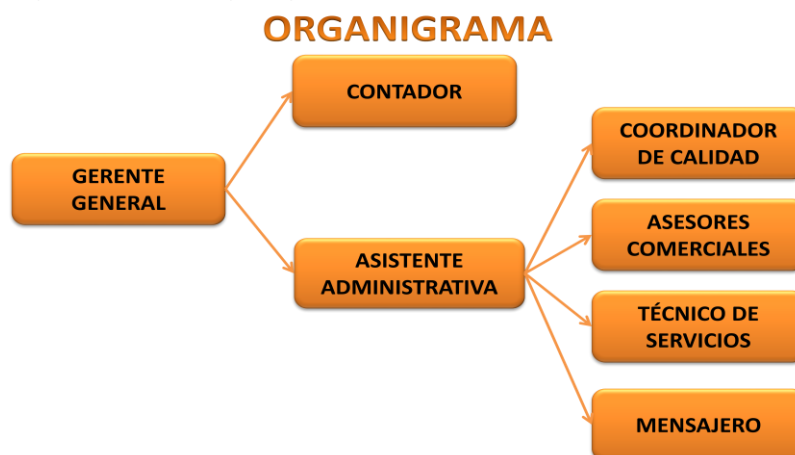 ORGANIGRAMA
CONTADOR
GERENTE
GENERAL
ASISTENTE
ADMINISTRATIVA
COORDINADOR
DE CALIDAD
ASESORES
COMERCIALES
TÉCNICO DE
SERVICIOS
MENSAJERO